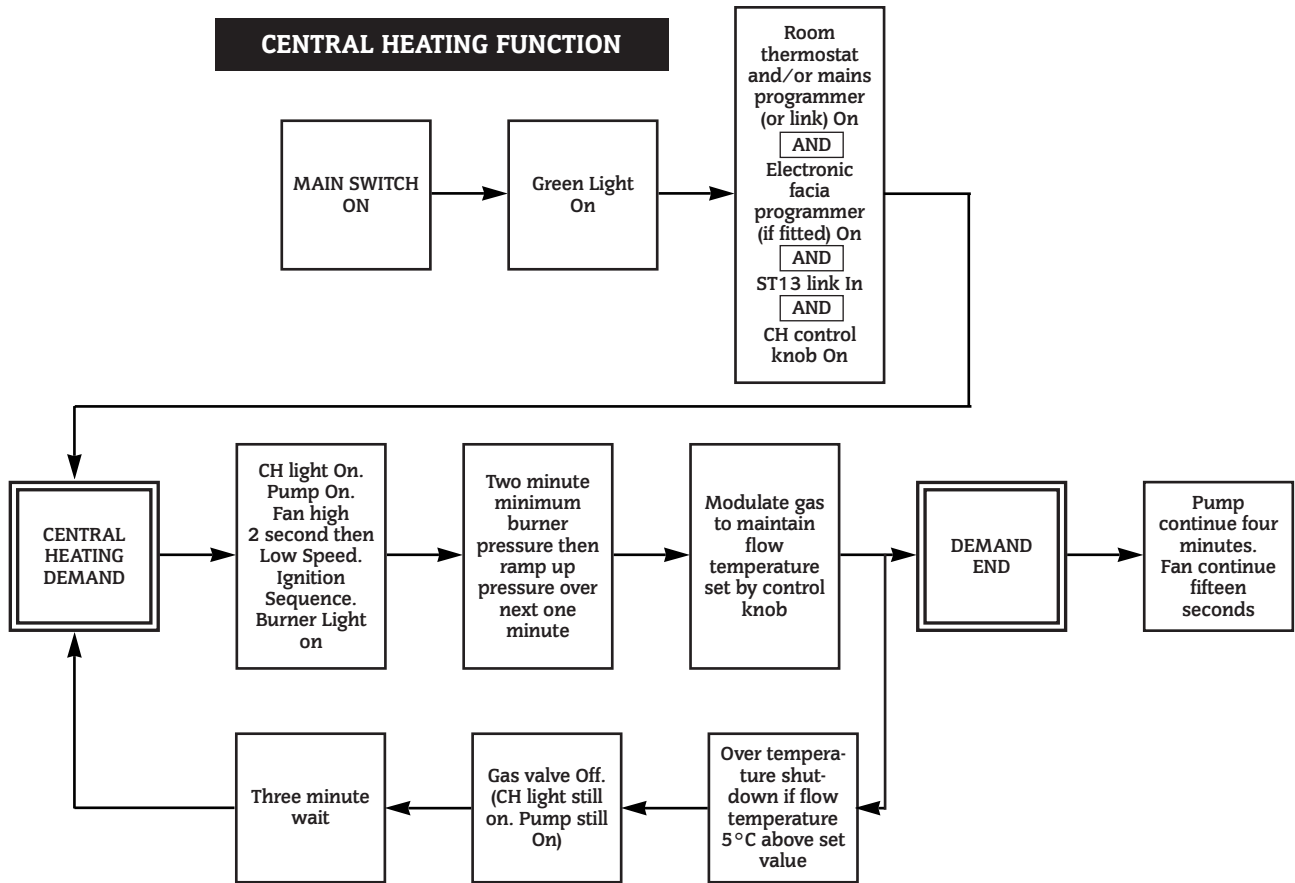 CENTRAL HEATING FUNCTION
MAIN SWITCH
ON
Green Light
On
Room
thermostat
and/or mains
programmer
(or link) On
AND
Electronic
facia
programmer
(if fitted) On
AND
ST13 link In
AND
CH control
knob On
CENTRAL
HEATING
DEMAND
CH light On.
Pump On.
Fan high
2 second then
Low Speed.
Ignition
Sequence.
Burner Light
on
Two minute
minimum
burner
pressure then
ramp up
pressure over
next one
minute
Modulate gas
to maintain
flow
temperature
set by control
knob
DEMAND
END
Pump
continue four
minutes.
Fan continue
fifteen
seconds
Three minute
wait
Gas valve Off.
(CH light still
on. Pump still
On)
Over tempera-
ture shut-
down if flow
temperature
5°C above set
value